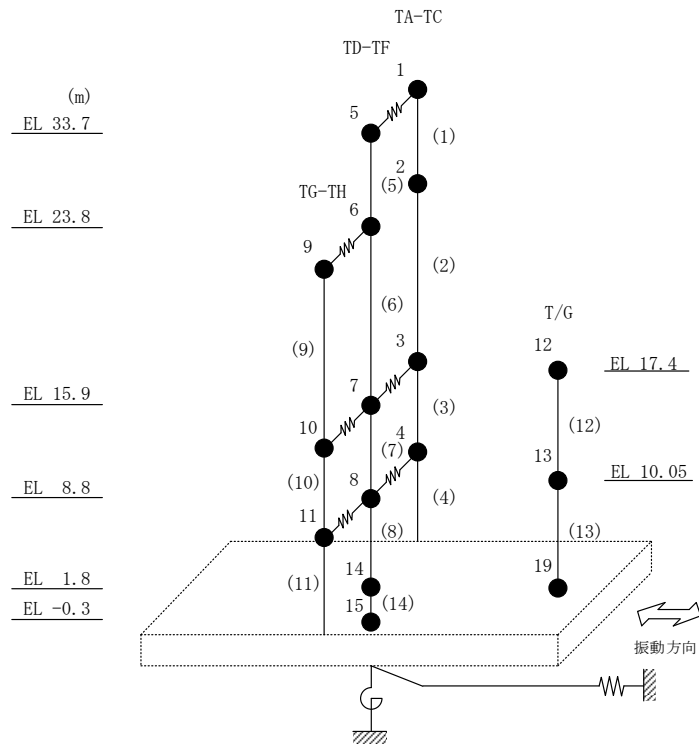 TA-TC
TD-TF
1
(m)
5
EL 33.7
(1)
2
(5)
TG-TH
EL 23.8
6
9
(2)
(6)
T/G
3
(9)
12
EL 17.4
EL 15.9
7
(3)
10
(12)
4
13
(7)
EL 10.05
(10)
8
EL 8.8
(4)
11
(8)
(13)
EL 1.8
(11)
14
19
EL -0.3
15
(14)
振動方向